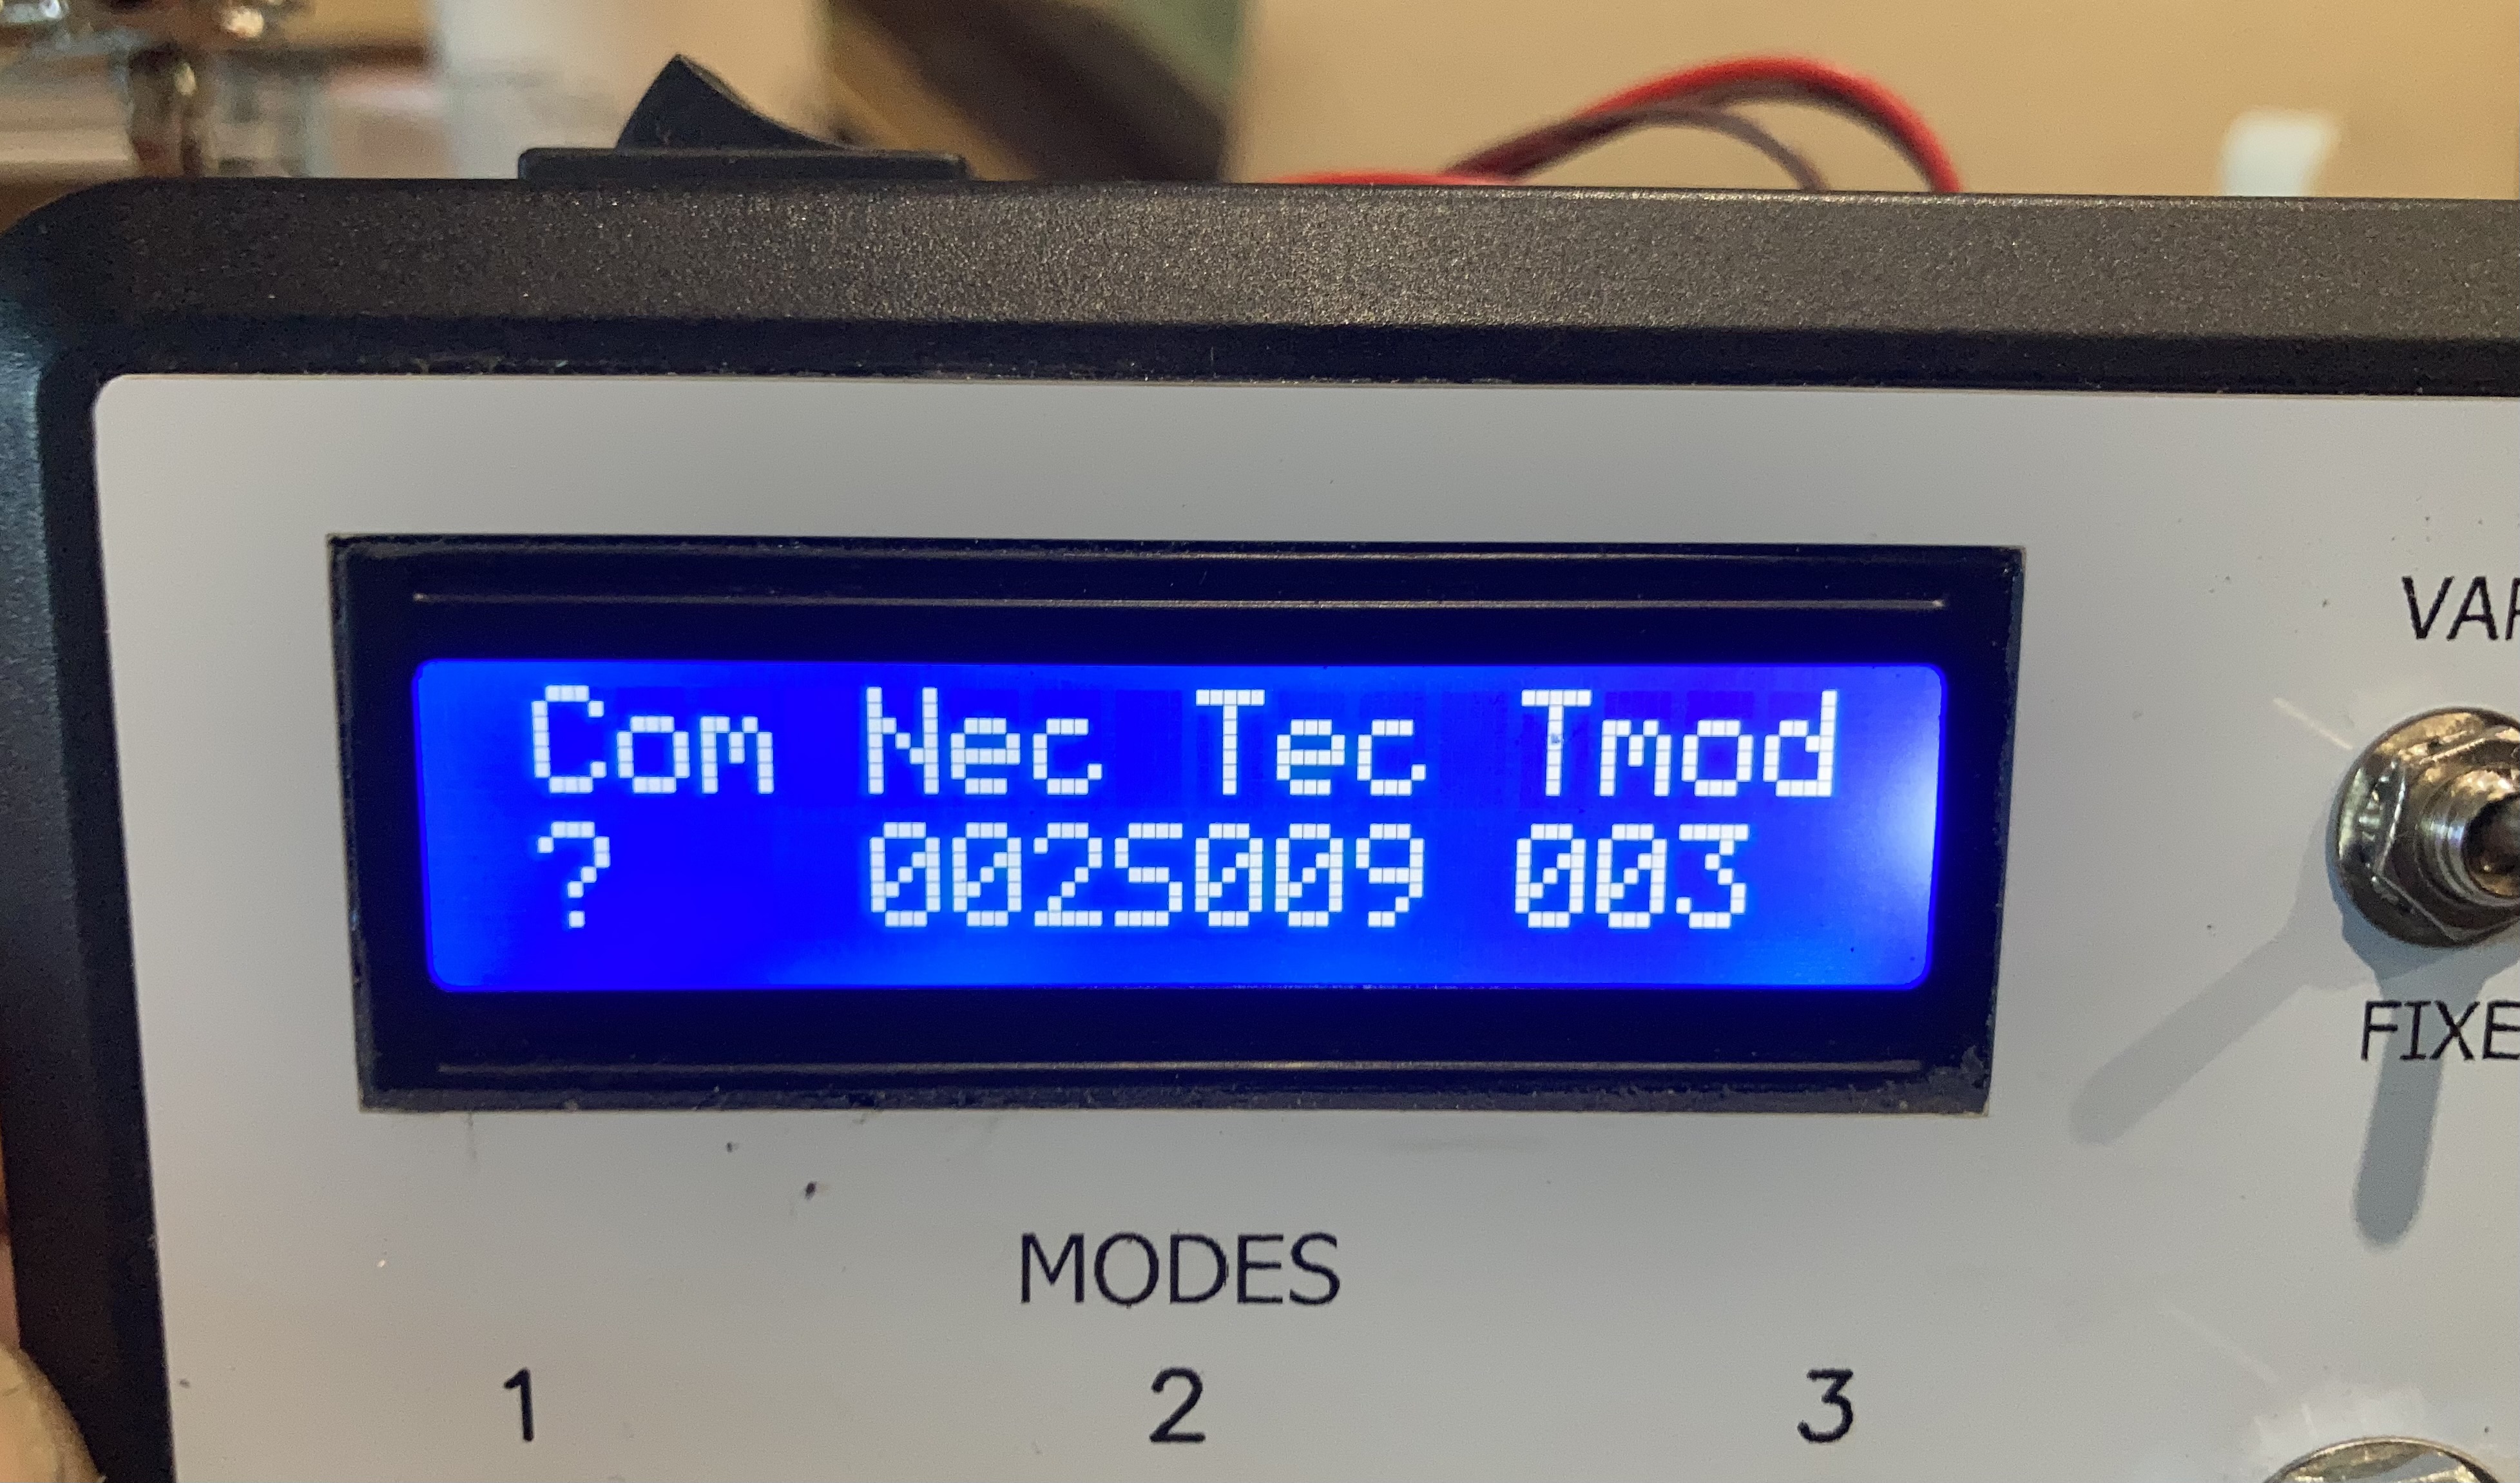 Com Nec Tec Tmod
? 002S009 003
VAR
FIXE
MODES
1 2 3